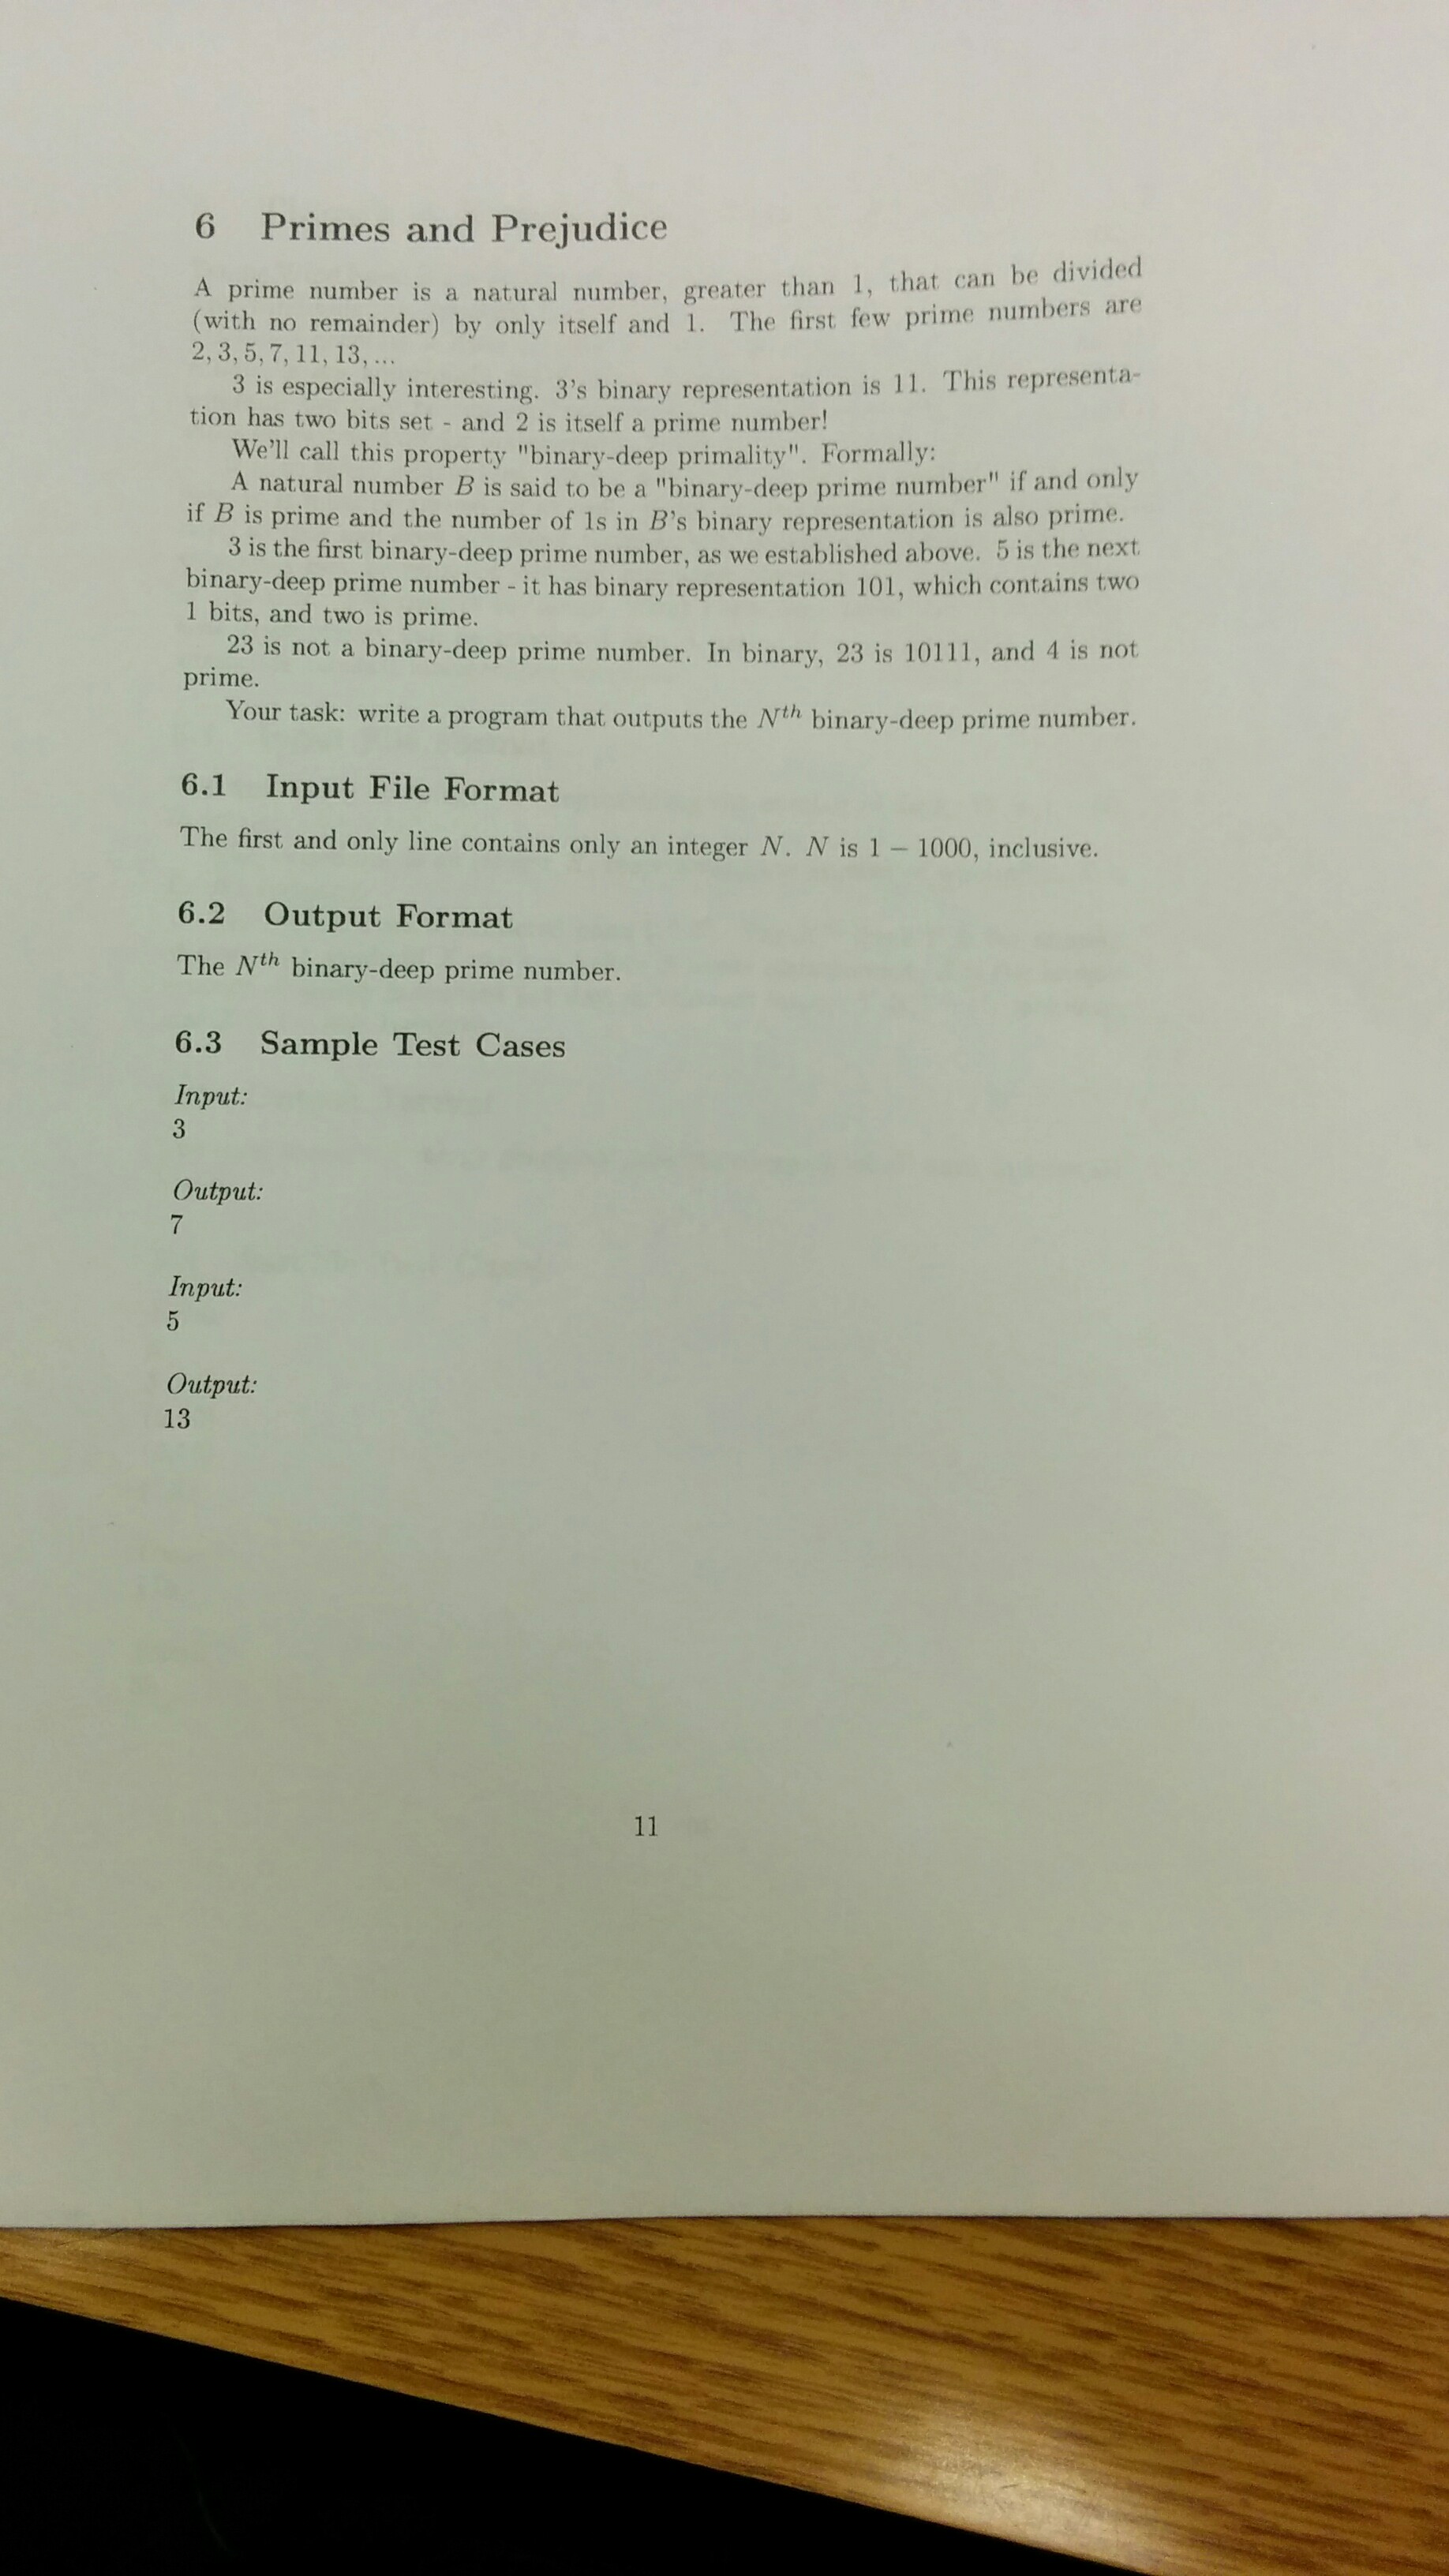 6 Primes and Prejudice
A prime number is a natural number, greater than 1, that can be divided
(with no remainder) by only itself and 1. The first few prime numbers are
2, 3, 5, 7, 11, 13, ...
3 is especially interesting. 3's binary representation is 11. This representa-
tion has two bits set - and 2 is itself a prime number!
We'll call this property "binary-deep primality". Formally:
A natural number B is said to be a "binary-deep prime number" if and only
if B is prime and the number of 1s in B's binary representation is also prime.
3 is the first binary-deep prime number, as we established above. 5 is the next
binary-deep prime number - it has binary representation 101, which contains two
1 bits, and two is prime.
23 is not a binary-deep prime number. In binary, 23 is 10111, and 4 is not
prime.
Your task: write a program that outputs the Nth binary-deep prime number.
6.1 Input File Format
The first and only line contains only an integer N. N is 1 – 1000, inclusive.
6.2 Output Format
The Nth binary-deep prime number.
6.3 Sample Test Cases
Input:
3
Output:
7
Input:
5
Output:
13
11